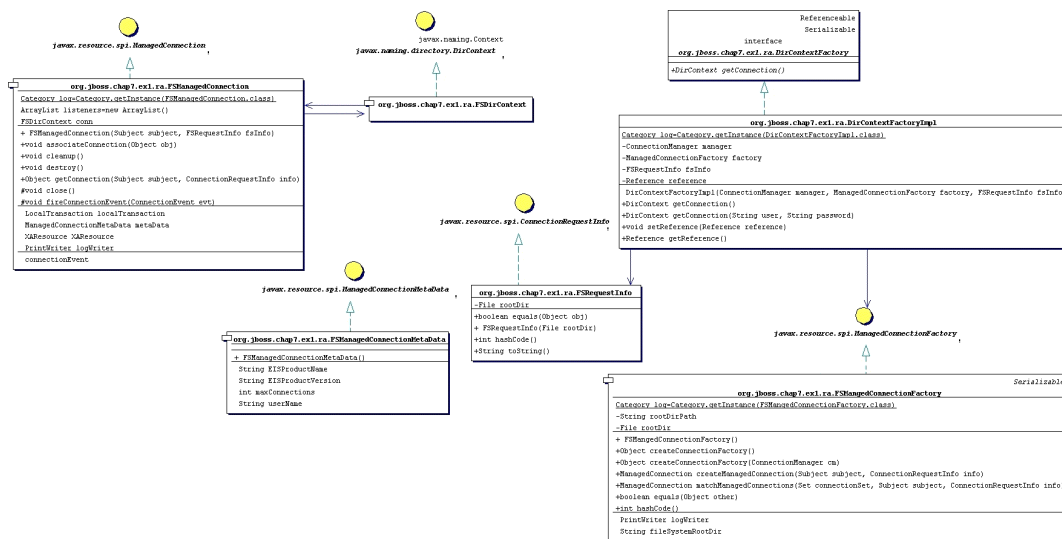 javax.resource.spi.ManagedConnection
,
javax.naming.Context
javax.naming.directory.DirContext
,
Referenceable
Serializable
interface
org.jboss.chap7.ex1.ra.DirContextFactory
+DirContext getConnection()
org.jboss.chap7.ex1.ra.FSManagedConnection
Category log=Category.getInstance(FSManagedConnection.class)
ArrayList listeners=new ArrayList()
FSDirContext conn
+ FSManagedConnection(Subject subject, FSRequestInfo fsInfo)
+void associateConnection(Object obj)
+void cleanup()
+void destroy()
+Object getConnection(Subject subject, ConnectionRequestInfo info)
#void close()
#void fireConnectionEvent(ConnectionEvent evt)
LocalTransaction localTransaction
ManagedConnectionMetaData metaData
XAResource XAResource
PrintWriter logWriter
connectionEvent
org.jboss.chap7.ex1.ra.FSDirContext
org.jboss.chap7.ex1.ra.DirContextFactoryImpl
Category log=Category.getInstance(DirContextFactoryImpl.class)
-ConnectionManager manager
-ManagedConnectionFactory factory
-FSRequestInfo fsInfo
-Reference reference
DirContextFactoryImpl(ConnectionManager manager, ManagedConnectionFactory factory, FSRequestInfo fsInfo
+DirContext getConnection()
+DirContext getConnection(String user, String password)
+void setReference(Reference reference)
+Reference getReference()
javax.resource.spi.ConnectionRequestInfo
,
org.jboss.chap7.ex1.ra.FSRequestInfo
-File rootDir
+boolean equals(Object obj)
+ FSRequestInfo(File rootDir)
+int hashCode()
+String toString()
javax.resource.spi.ManagedConnectionMetaData
,
org.jboss.chap7.ex1.ra.FSManagedConnectionMetaData
+ FSManagedConnectionMetaData()
String EISProductName
String EISProductVersion
int maxConnections
String userName
javax.resource.spi.ManagedConnectionFactory
,
Serializable
org.jboss.chap7.ex1.ra.FSMangedConnectionFactory
Category log=Category.getInstance(FSMangedConnectionFactory.class)
-String rootDirPath
-File rootDir
+ FSMangedConnectionFactory()
+Object createConnectionFactory()
+Object createConnectionFactory(ConnectionManager cm)
+ManagedConnection createManagedConnection(Subject subject, ConnectionRequestInfo info)
+ManagedConnection matchManagedConnections(Set connectionSet, Subject subject, ConnectionRequestInfo info)
+boolean equals(Object other)
+int hashCode()
PrintWriter logWriter
String fileSystemRootDir